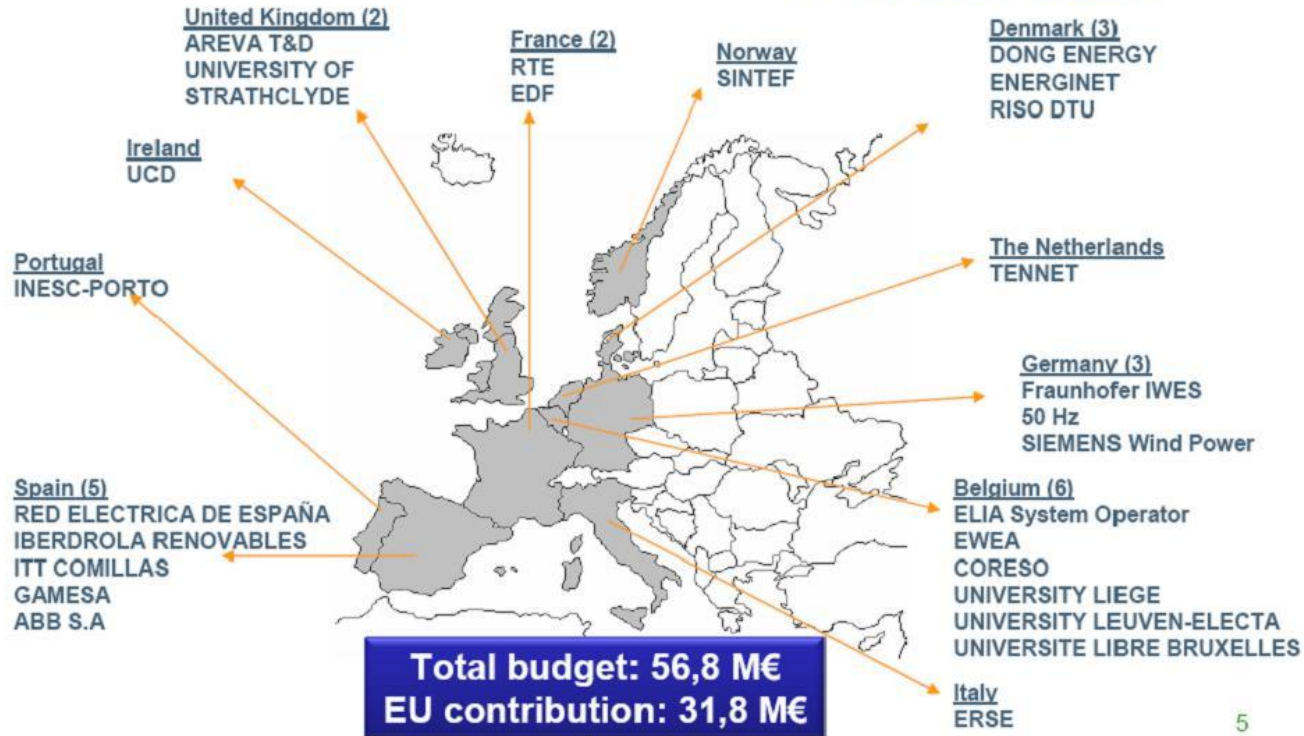 United Kingdom (2)
AREVA T&D
UNIVERSITY OF
STRATHCLYDE
France (2)
RTE
EDF
Norway
SINTEF
Denmark (3)
DONG ENERGY
ENERGINET
RISO DTU
Ireland
UCD
Portugal
INESC-PORTO
The Netherlands
TENNET
Germany (3)
Fraunhofer IWES
50 Hz
SIEMENS Wind Power
Spain (5)
RED ELECTRICA DE ESPAÑA
IBERDROLA RENOVABLES
ITT COMILLAS
GAMESA
ABB S.A
Belgium (6)
ELIA System Operator
EWEA
CORESO
UNIVERSITY LIEGE
UNIVERSITY LEUVEN-ELECTA
UNIVERSITE LIBRE BRUXELLES
Italy
ERSE
Total budget: 56,8 M€
EU contribution: 31,8 M€
5